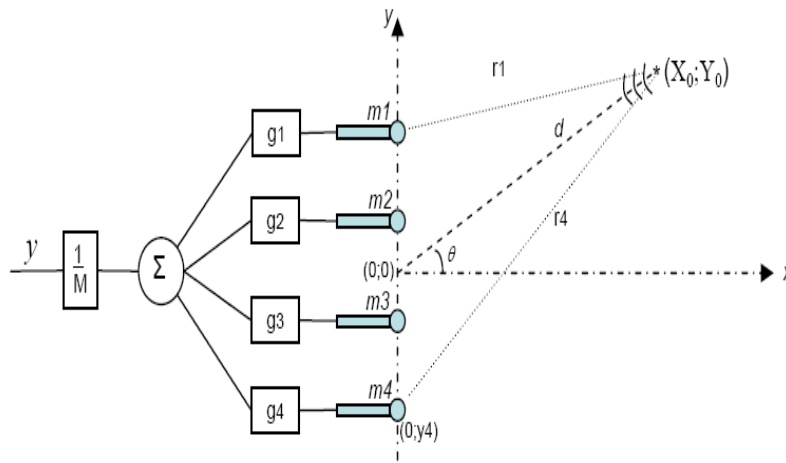 y
r1
(X₀;Y₀)
m1
g1
d
m2
g2
r4
y
1
M
Σ
(0;0)
θ
x
m3
g3
m4
g4
(0;y4)